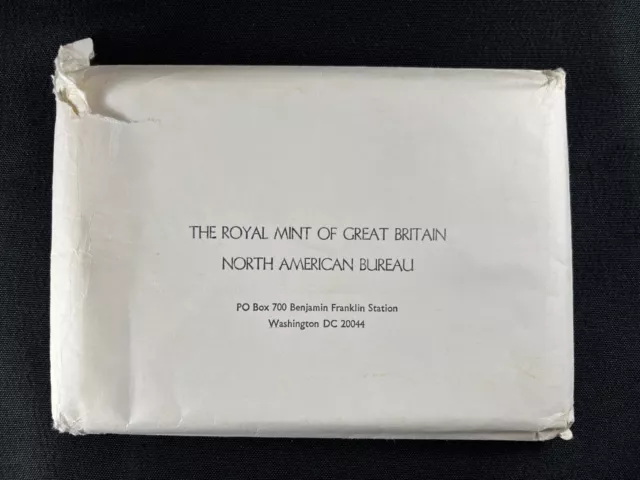 THE ROYAL MINT OF GREAT BRITAIN
NORTH AMERICAN BUREAU
PO Box 700 Benjamin Franklin Station
Washington DC 20044